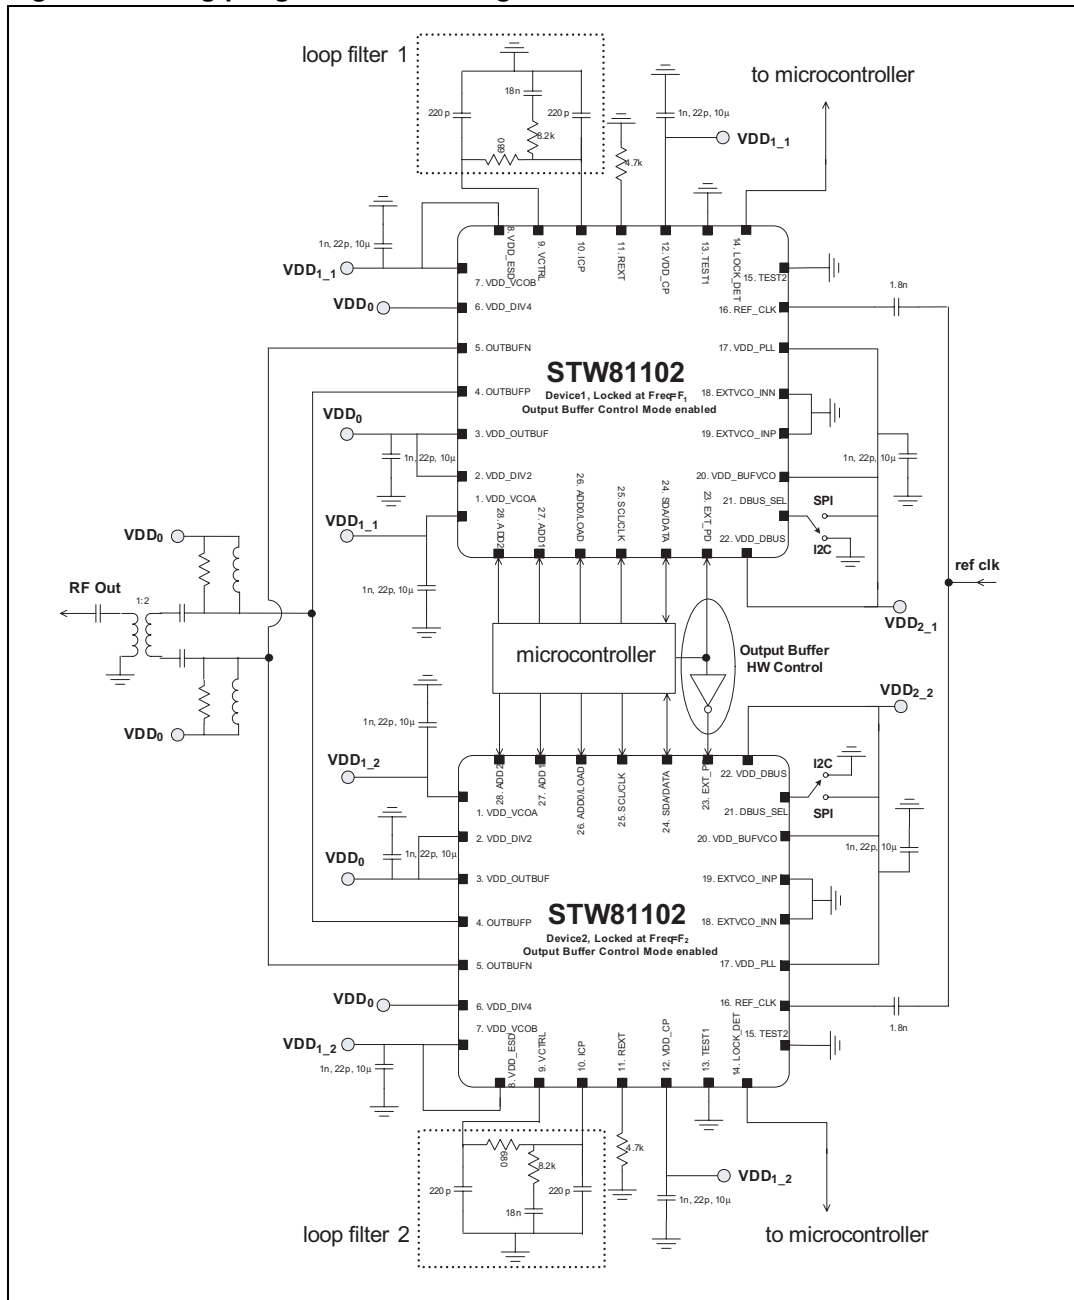 loop filter 1
18n
220p
220p
8.2k
680
1n, 22p, 10µ
to microcontroller
VDD1_1
4.7k
1n, 22p, 10µ
VDD1_1
8. VDD_ESD
9. VCTRL
10. ICP
11. REXT
12. VDD_CP
13. TEST1
14. LOCK_DET
7. VDD_VCOB
15. TEST2
1.8n
VDD0
6. VDD_DIV4
16. REF_CLK
5. OUTBUFN
17. VDD_PLL
STW81102
Device1, Locked at Freq=F1
Output Buffer Control Mode enabled
4. OUTBUFP
18. EXTVCO_INN
VDD0
3. VDD_OUTBUF
19. EXTVCO_INP
1n, 22p, 10µ
1n, 22p, 10µ
2. VDD_DIV2
20. VDD_BUFVCO
1. VDD_VCOA
21. DBUS_SEL
SPI
I2C
VDD1_1
28. ADD2
27. ADD1
26. ADD0/LOAD
25. SCL/CLK
24. SDA/DATA
23. EXT_PD
22. VDD_DBUS
VDD0
ref clk
RF Out
1:2
1n, 22p, 10µ
VDD2_1
microcontroller
Output Buffer
HW Control
VDD2_2
VDD0
1n, 22p, 10µ
VDD1_2
28. ADD2
27. ADD1
26. ADD0/LOAD
25. SCL/CLK
24. SDA/DATA
22. VDD_DBUS
I2C
SPI
1. VDD_VCOA
21. DBUS_SEL
2. VDD_DIV2
20. VDD_BUFVCO
1n, 22p, 10µ
1n, 22p, 10µ
VDD0
3. VDD_OUTBUF
19. EXTVCO_INP
STW81102
Device2, Locked at Freq=F2
Output Buffer Control Mode enabled
4. OUTBUFP
18. EXTVCO_INN
5. OUTBUFN
17. VDD_PLL
VDD0
6. VDD_DIV4
16. REF_CLK
1.8n
7. VDD_VCOB
15. TEST2
VDD1_2
1n, 22p, 10µ
8. VDD_ESD
9. VCTRL
10. ICP
11. REXT
12. VDD_CP
13. TEST1
14. LOCK_DET
680
8.2k
4.7k
220p
18n
220p
VDD1_2
1n, 22p, 10µ
loop filter 2
to microcontroller